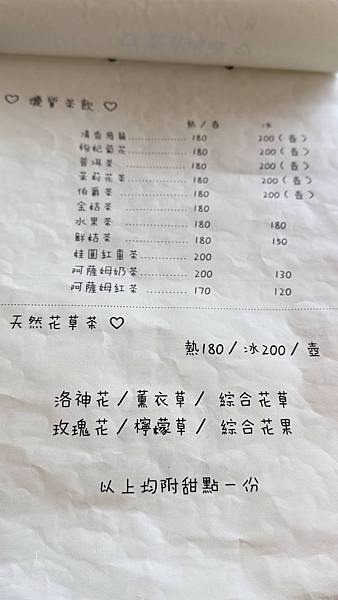 ♡ 優質茶飲 ♡
熱/壺 冰
清香烏龍 180 200(壺)
枸杞菊花 180 200(壺)
普洱茶 180 200(壺)
茉莉花茶 180 200(壺)
伯爵茶 180 200(壺)
金桔茶 180
水果茶 180 180
鮮桔茶 180 150
桂圓紅棗茶 200
阿薩姆奶茶 200 130
阿薩姆紅茶 170 120
天然花草茶 ♡
熱180/冰200/壺
洛神花/薰衣草/綜合花草
玫瑰花/檸檬草/綜合花果
以上均附甜點一份